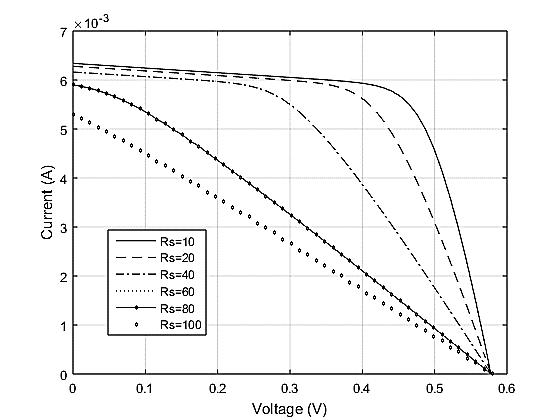 ×10⁻³
7
6
5
4
3
2
1
0
Current (A)
Rs=10
Rs=20
Rs=40
Rs=60
Rs=80
Rs=100
0 0.1 0.2 0.3 0.4 0.5 0.6
Voltage (V)